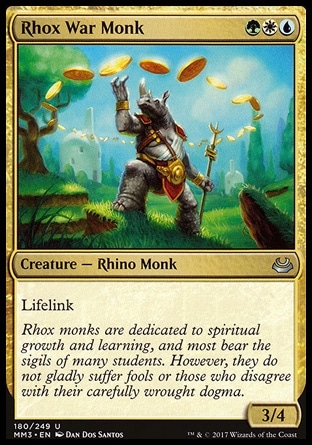 Rhox War Monk
Creature — Rhino Monk
Lifelink
Rhox monks are dedicated to spiritual
growth and learning, and most bear the
sigils of many students. However, they do
not gladly suffer fools or those who disagree
with their carefully wrought dogma.
3/4
180/249 U
MM3 • EN Dan Dos Santos
™ & © 2017 Wizards of the Coast